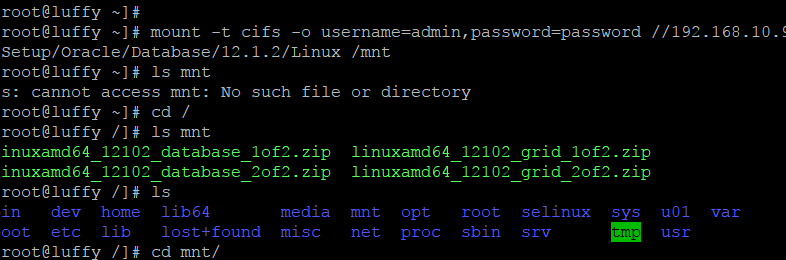 root@luffy ~]#
root@luffy ~]# mount -t cifs -o username=admin,password=password //192.168.10.9
Setup/Oracle/Database/12.1.2/Linux /mnt
root@luffy ~]# ls mnt
s: cannot access mnt: No such file or directory
root@luffy ~]# cd /
root@luffy /]# ls mnt
inuxamd64_12102_database_1of2.zip  linuxamd64_12102_grid_1of2.zip
inuxamd64_12102_database_2of2.zip  linuxamd64_12102_grid_2of2.zip
root@luffy /]# ls
in   dev  home  lib64       media  mnt  opt   root  selinux  sys  u01  var
oot  etc  lib   lost+found  misc   net  proc  sbin  srv      tmp  usr
root@luffy /]# cd mnt/